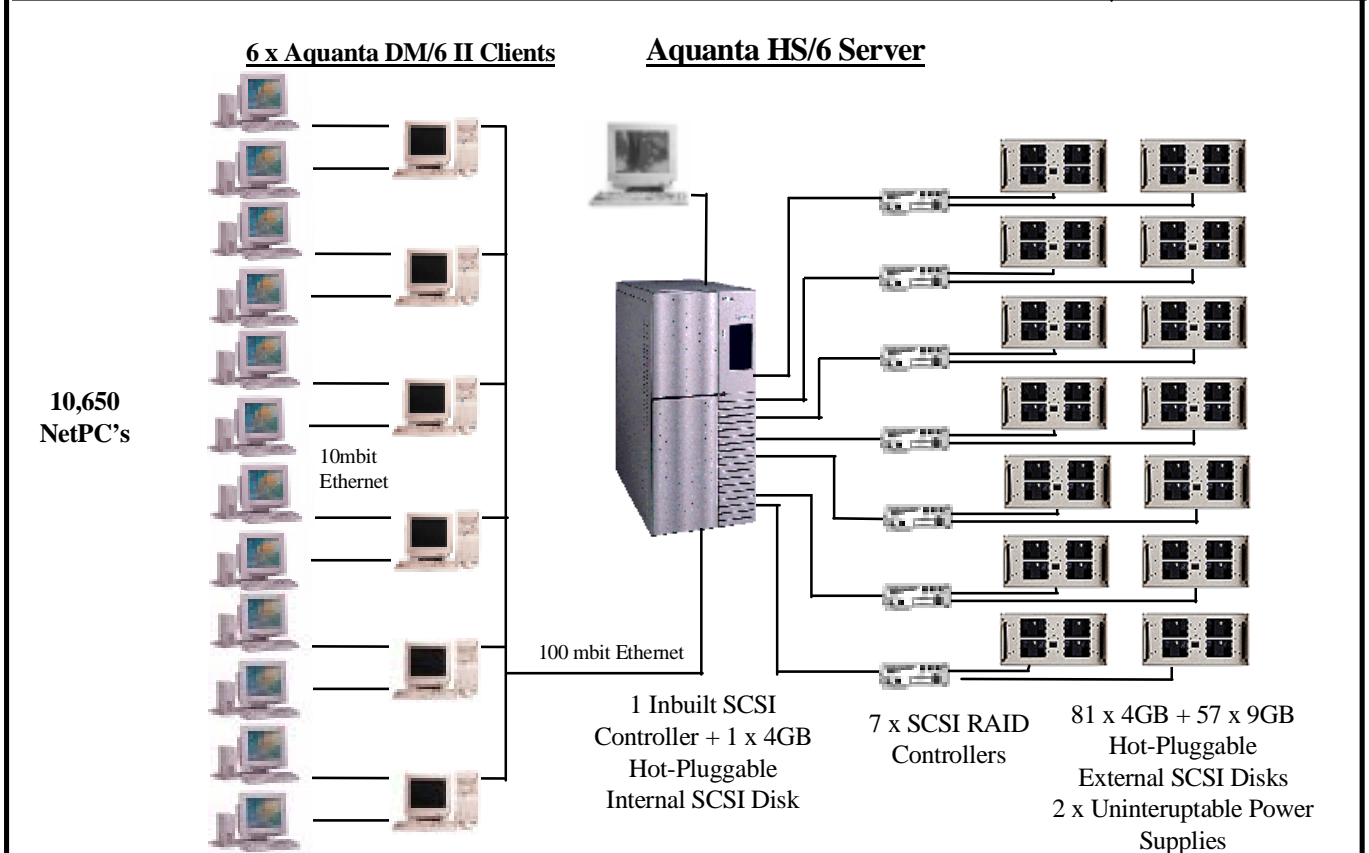 6 x Aquanta DM/6 II Clients
Aquanta HS/6 Server
10,650
NetPC's
10mbit
Ethernet
100 mbit Ethernet
1 Inbuilt SCSI
Controller + 1 x 4GB
Hot-Pluggable
Internal SCSI Disk
7 x SCSI RAID
Controllers
81 x 4GB + 57 x 9GB
Hot-Pluggable
External SCSI Disks
2 x Uninteruptable Power
Supplies